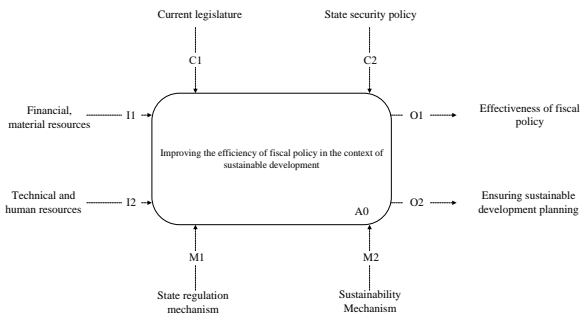 Current legislature
State security policy
C1
C2
Financial,
material resources
I1
O1
Effectiveness of fiscal
policy
Improving the efficiency of fiscal policy in the context of
sustainable development
Technical and
human resources
I2
A0
O2
Ensuring sustainable
development planning
M1
M2
State regulation
mechanism
Sustainability
Mechanism